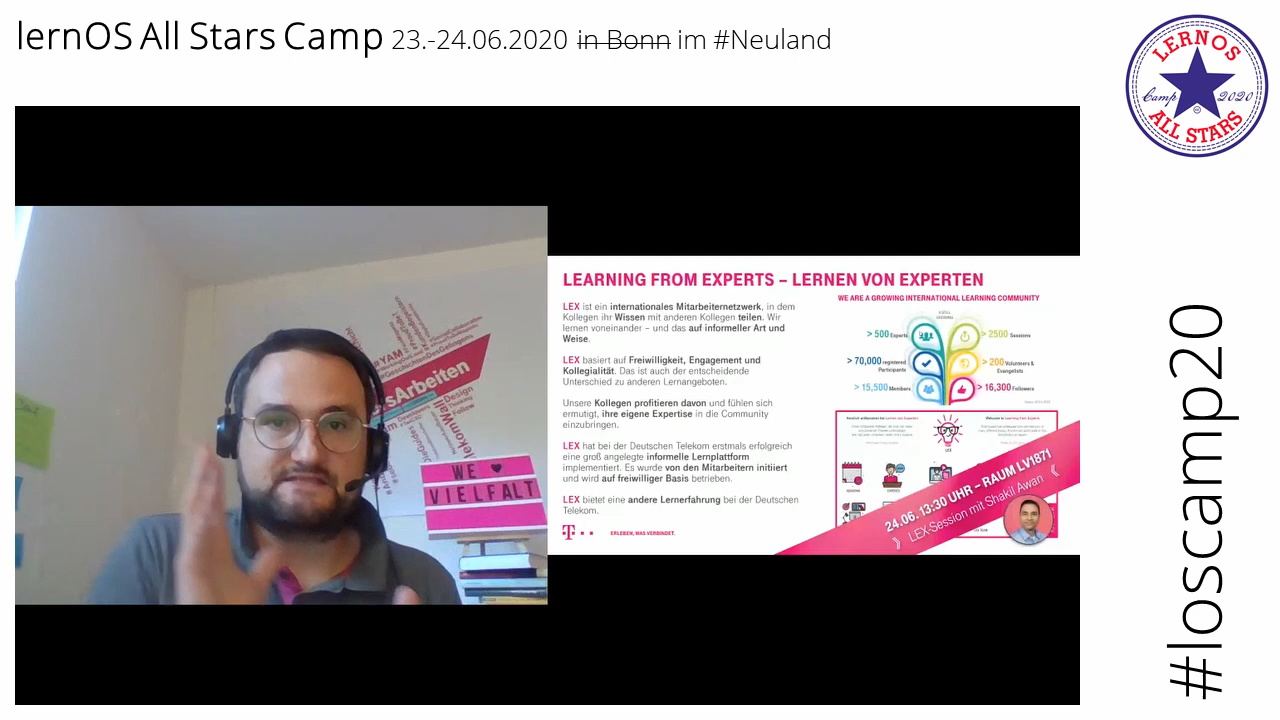 lernOS All Stars Camp 23.-24.06.2020 in Bonn im #Neuland
LERNOS
Camp 2020
ALL STARS
#loscamp20
#YAM
sArbeiten
TelekomWall
Design
Thinking
Follow
WE ♥
VIELFALT
LEARNING FROM EXPERTS – LERNEN VON EXPERTEN
LEX ist ein internationales Mitarbeiternetzwerk, in dem
Kollegen ihr Wissen mit anderen Kollegen teilen. Wir
lernen voneinander – und das auf informeller Art und
Weise.
LEX basiert auf Freiwilligkeit, Engagement und
Kollegialität. Das ist auch der entscheidende
Unterschied zu anderen Lernangeboten.
Unsere Kollegen profitieren davon und fühlen sich
ermutigt, ihre eigene Expertise in die Community
einzubringen.
LEX hat bei der Deutschen Telekom erstmals erfolgreich
eine groß angelegte informelle Lernplattform
implementiert. Es wurde von den Mitarbeitern initiiert
und wird auf freiwilliger Basis betrieben.
LEX bietet eine andere Lernerfahrung bei der Deutschen
Telekom.
T
ERLEBEN, WAS VERBINDET.
WE ARE A GROWING INTERNATIONAL LEARNING COMMUNITY
> 500 Experts
> 2500 Sessions
> 70,000 registered
Participants
> 200 Volunteers &
Evangelists
> 15,500 Members
> 16,300 Followers
LEX
24.06. 13:30 UHR – RAUM LV1871
LEX-Session mit Shakil Awan